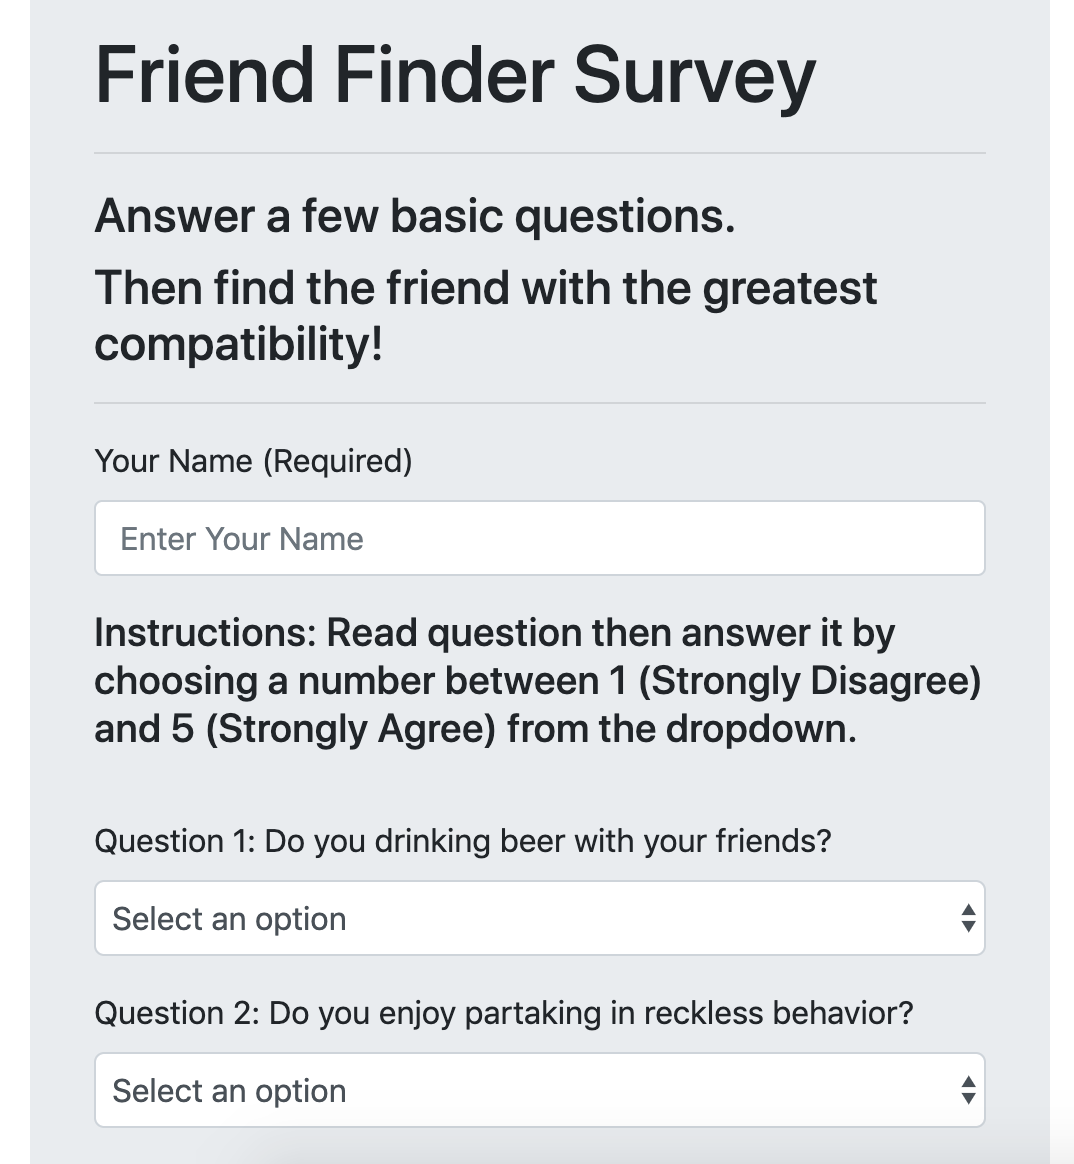 Friend Finder Survey
Answer a few basic questions.
Then find the friend with the greatest
compatibility!
Your Name (Required)
Enter Your Name
Instructions: Read question then answer it by
choosing a number between 1 (Strongly Disagree)
and 5 (Strongly Agree) from the dropdown.
Question 1: Do you drinking beer with your friends?
Select an option
Question 2: Do you enjoy partaking in reckless behavior?
Select an option